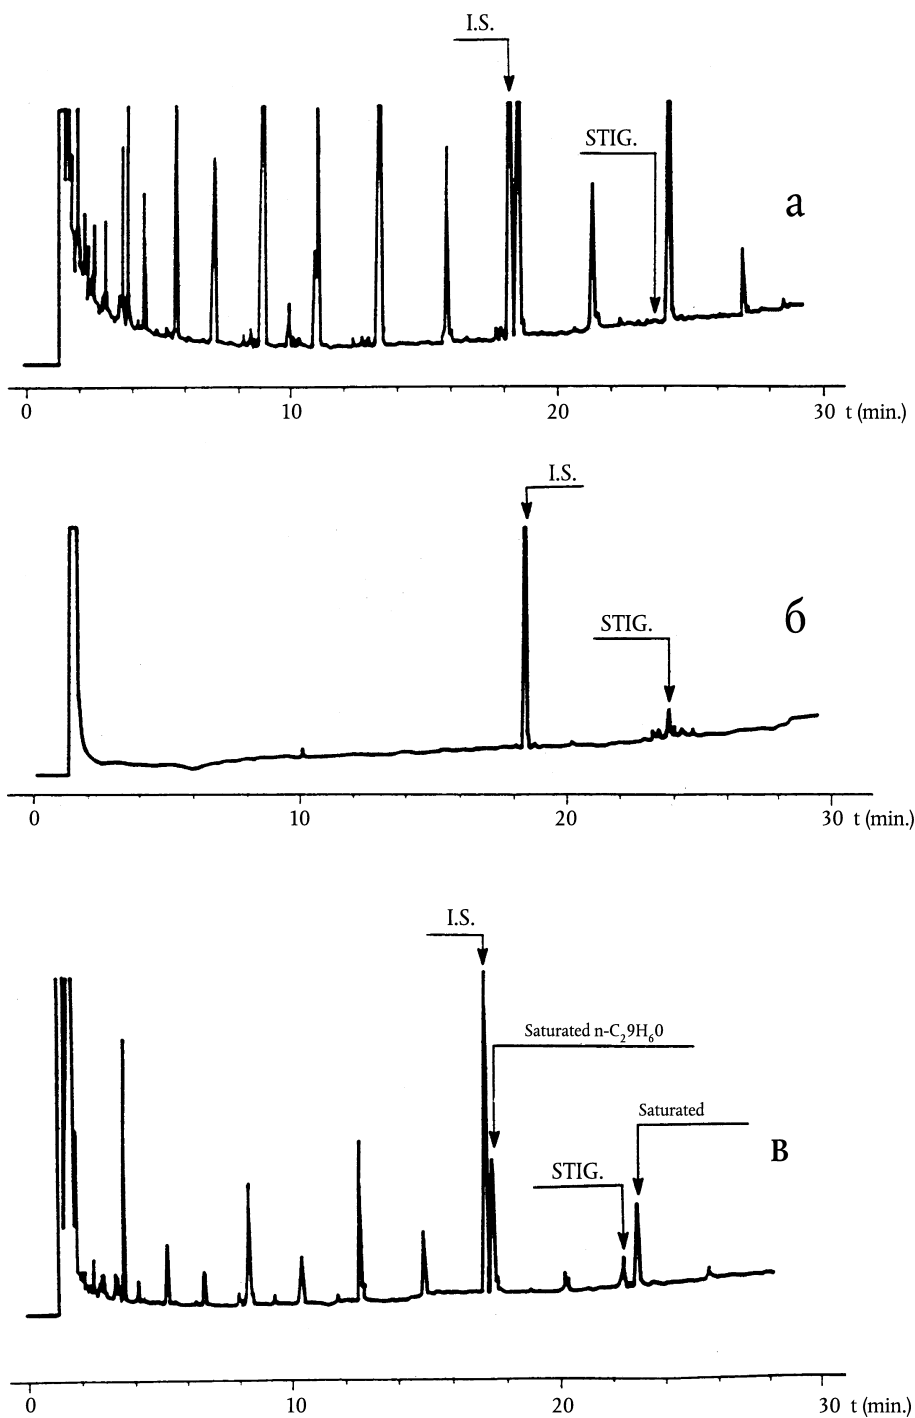 I.S.
STIG.
а
0 10 20 30 t (min.)
I.S.
STIG.
б
0 10 20 30 t (min.)
I.S.
Saturated n-C₂9H₆0
Saturated
STIG.
в
0 10 20 30 t (min.)